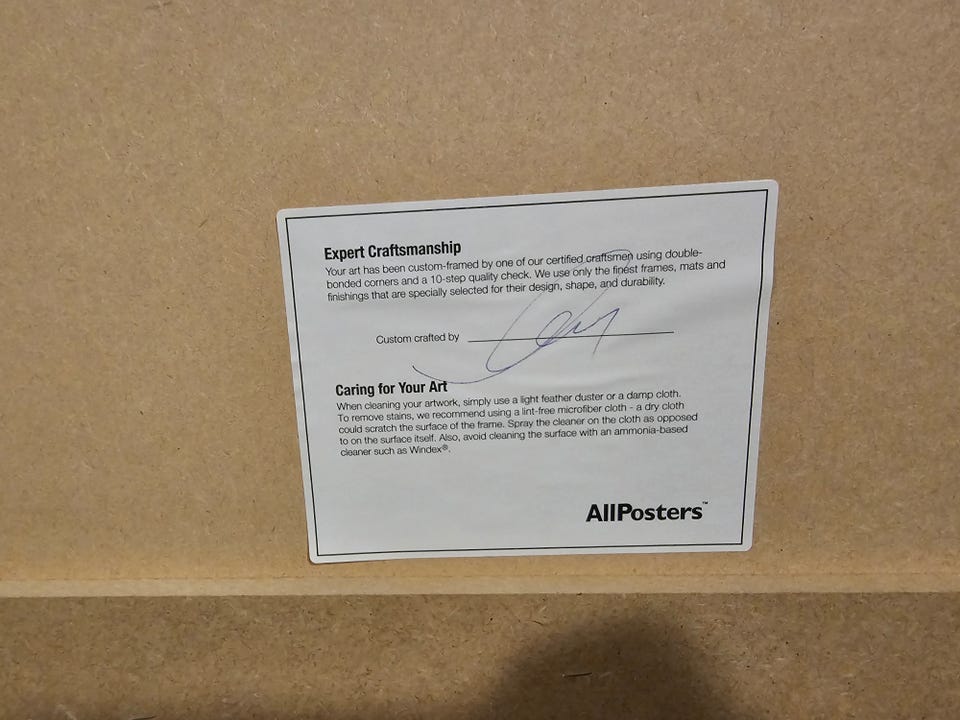 Expert Craftsmanship
Your art has been custom-framed by one of our certified craftsmen using double-
bonded corners and a 10-step quality check. We use only the finest frames, mats and
finishings that are specially selected for their design, shape, and durability.
Custom crafted by
Caring for Your Art
When cleaning your artwork, simply use a light feather duster or a damp cloth.
To remove stains, we recommend using a lint-free microfiber cloth - a dry cloth
could scratch the surface of the frame. Spray the cleaner on the cloth as opposed
to on the surface itself. Also, avoid cleaning the surface with an ammonia-based
cleaner such as Windex®.
AllPosters™